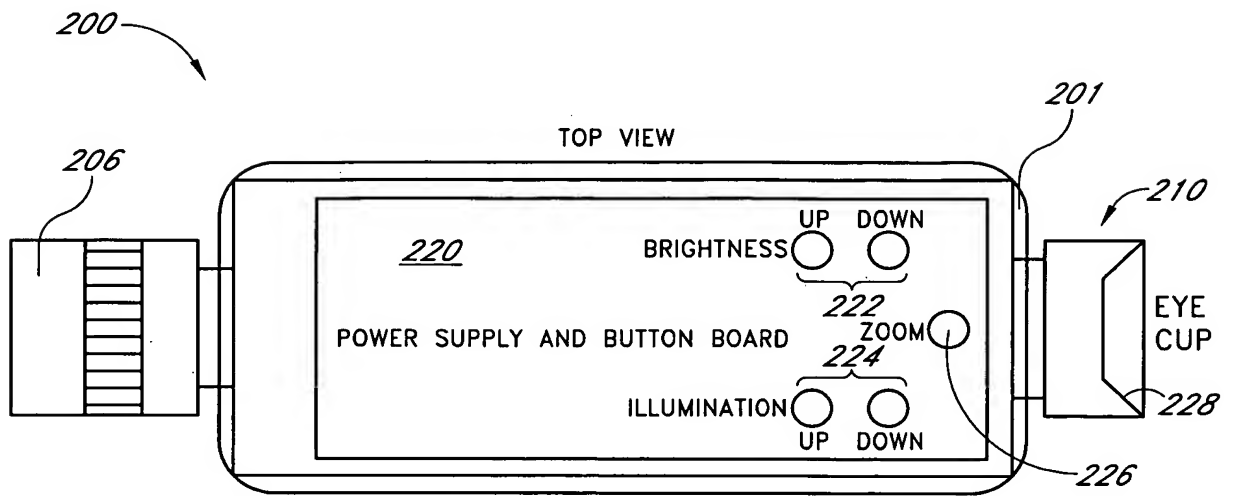 200
201
TOP VIEW
206
210
UP DOWN
220
BRIGHTNESS
222
EYE
CUP
POWER SUPPLY AND BUTTON BOARD
ZOOM
224
ILLUMINATION
228
UP DOWN
226